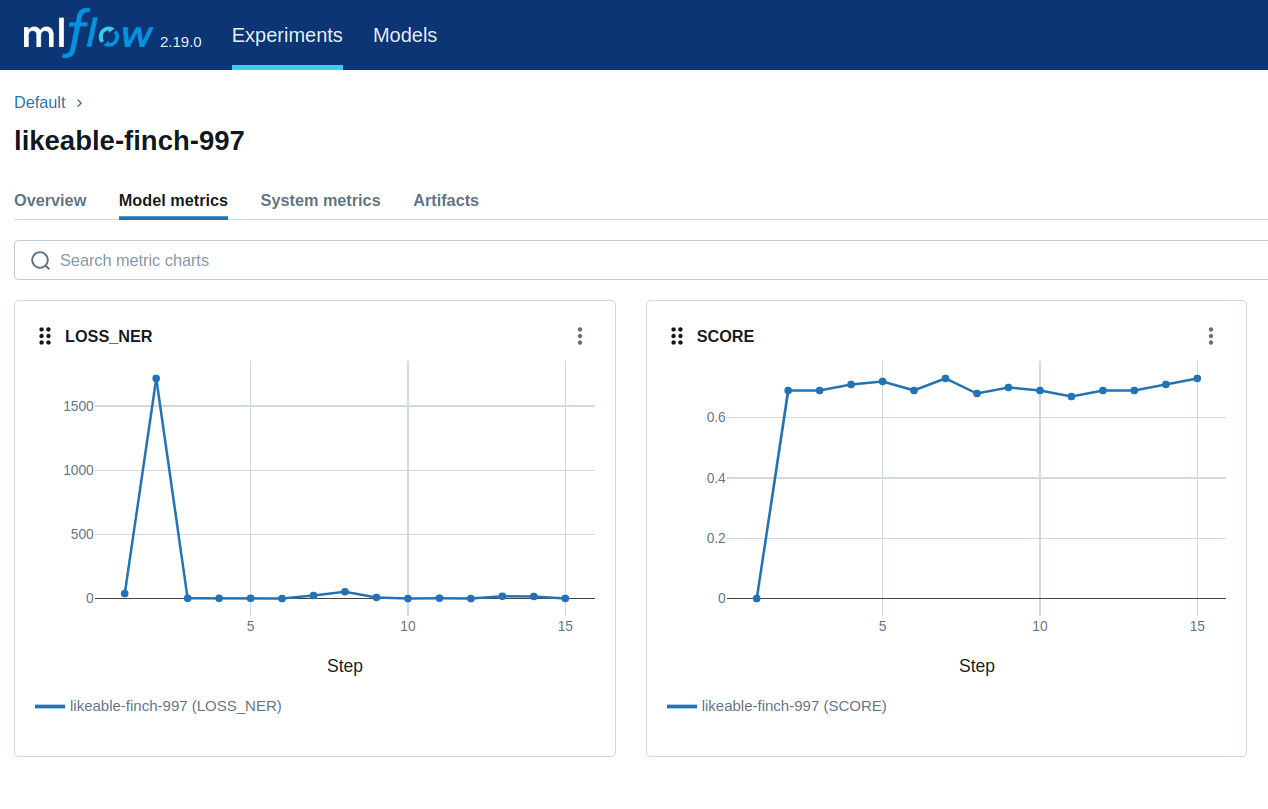 mlflow 2.19.0 Experiments Models
Default
likeable-finch-997
Overview Model metrics System metrics Artifacts
Search metric charts
LOSS_NER
1500
1000
500
0
5 10 15
Step
likeable-finch-997 (LOSS_NER)
SCORE
0.6
0.4
0.2
0
5 10 15
Step
likeable-finch-997 (SCORE)